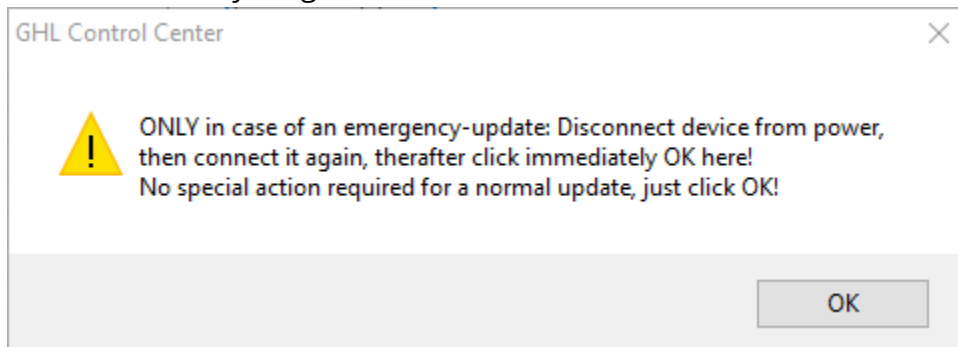 GHL Control Center
ONLY in case of an emergency-update: Disconnect device from power,
then connect it again, therafter click immediately OK here!
No special action required for a normal update, just click OK!
OK